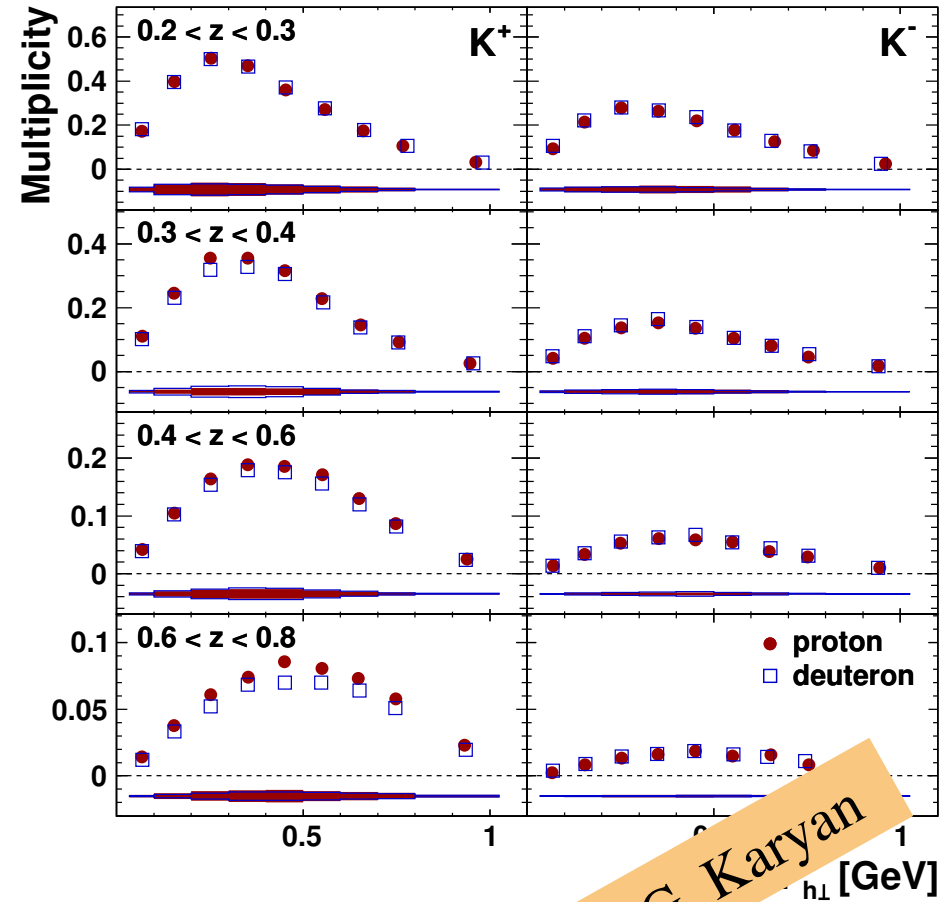 Multiplicity
0.2 < z < 0.3
K+
K-
0.6
0.4
0.2
0
0.3 < z < 0.4
0.4
0.2
0
0.4 < z < 0.6
0.2
0.1
0
0.6 < z < 0.8
proton
deuteron
0.1
0.05
0
0.5
1
1
Karyan
h⊥ [GeV]